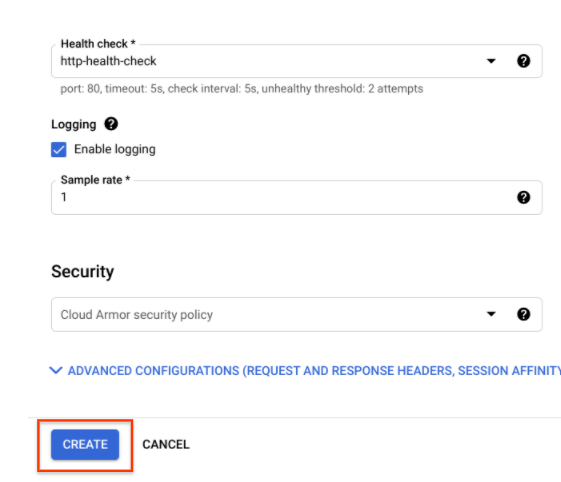 Health check *
http-health-check
port: 80, timeout: 5s, check interval: 5s, unhealthy threshold: 2 attempts
Logging
Enable logging
Sample rate *
1
Security
Cloud Armor security policy
ADVANCED CONFIGURATIONS (REQUEST AND RESPONSE HEADERS, SESSION AFFINITY
CREATE CANCEL